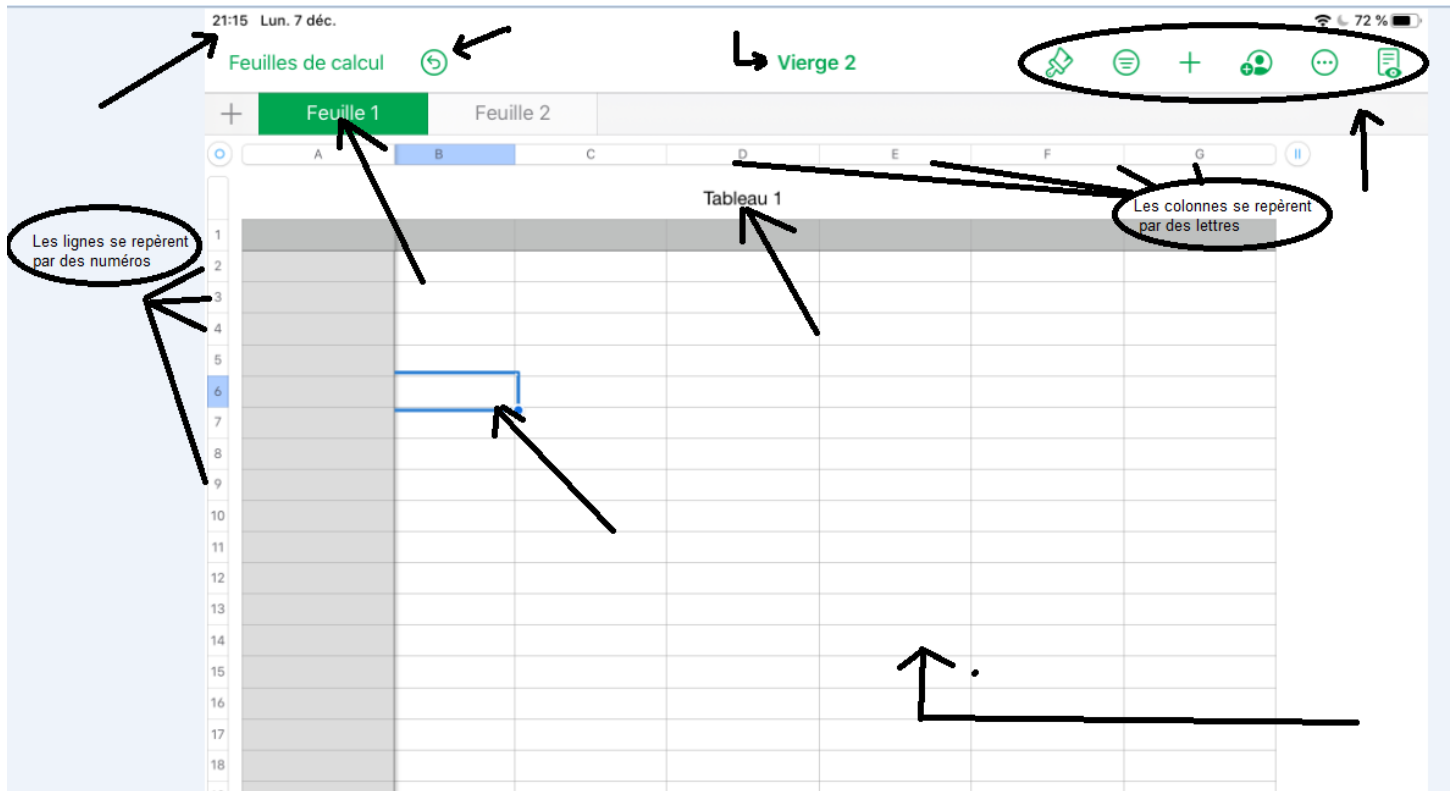 21:15 Lun. 7 déc. 72 %
Feuilles de calcul Vierge 2
Feuille 1 Feuille 2
A B C D E F G
Tableau 1
Les colonnes se repèrent
par des lettres
Les lignes se repèrent
par des numéros
1
2
3
4
5
6
7
8
9
10
11
12
13
14
15
16
17
18